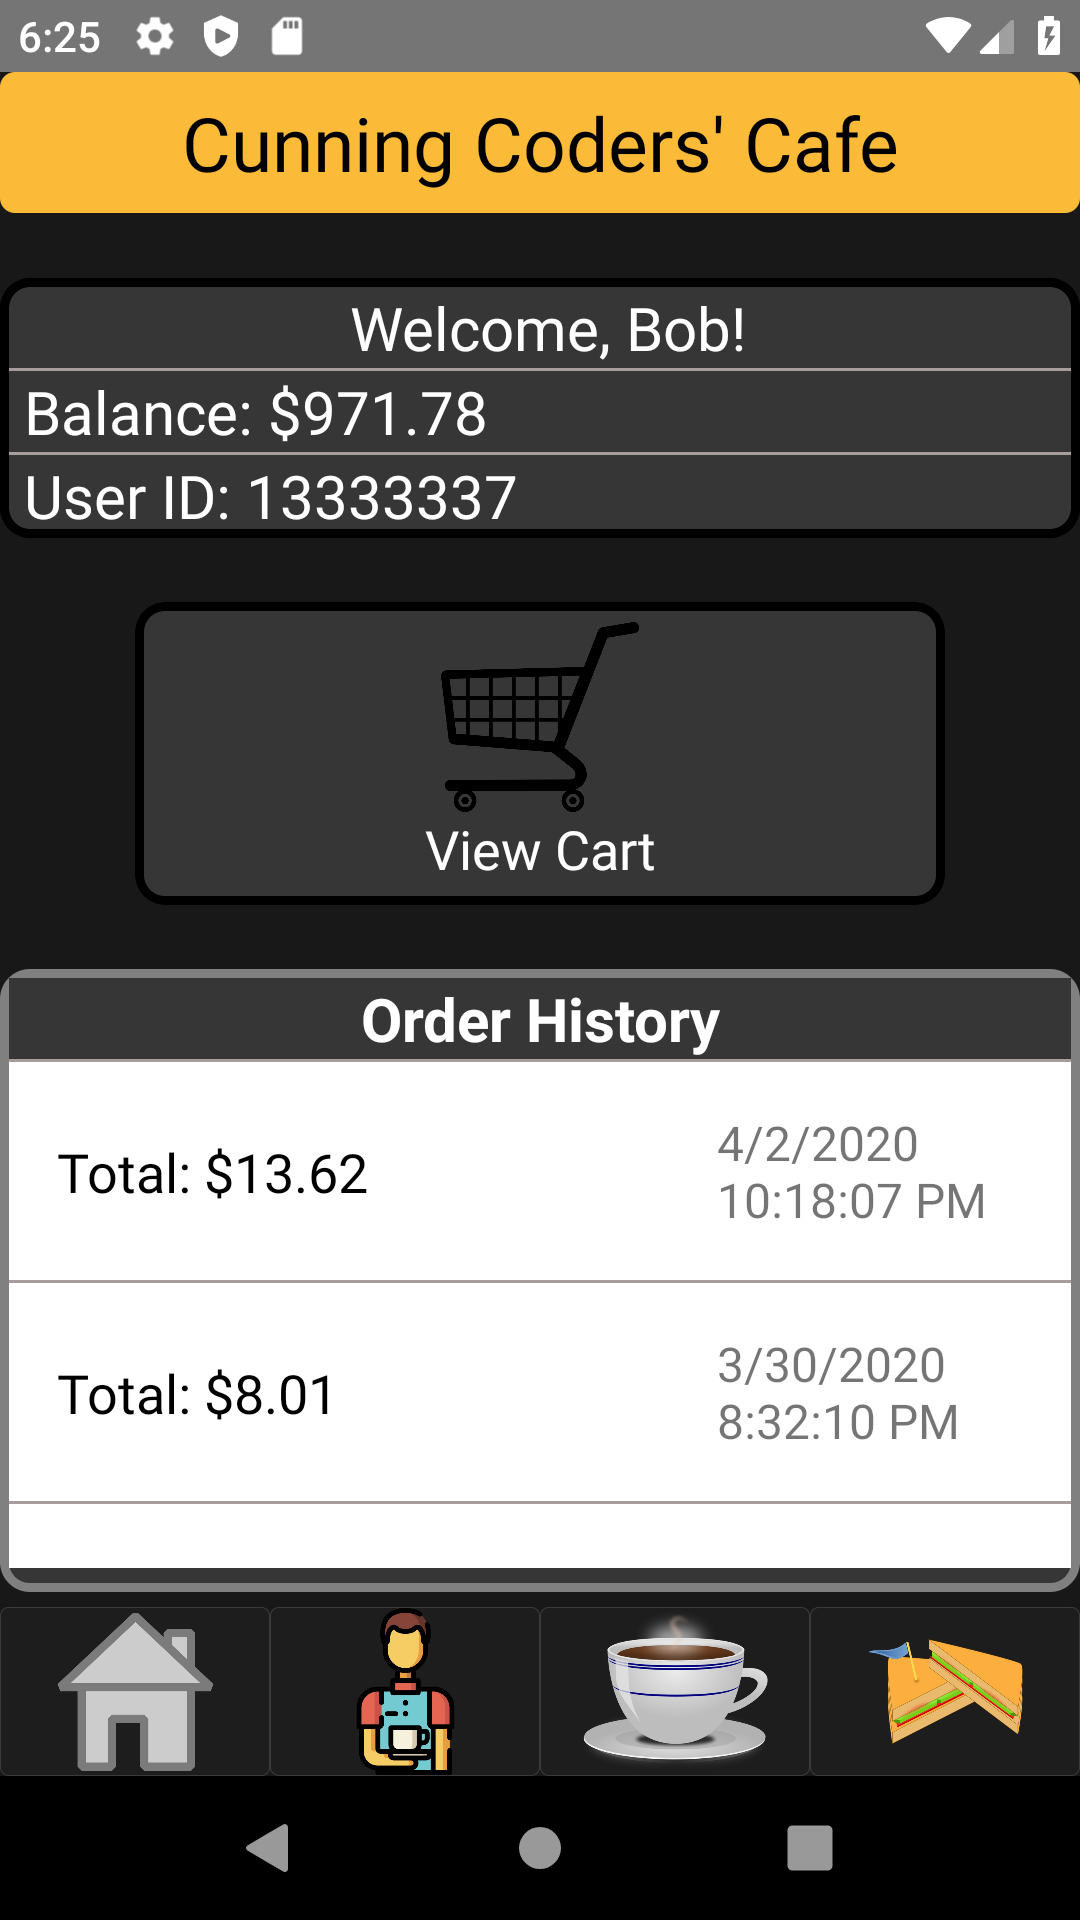 6:25
Cunning Coders' Cafe
Welcome, Bob!
Balance: $971.78
User ID: 13333337
View Cart
Order History
Total: $13.62
4/2/2020
10:18:07 PM
Total: $8.01
3/30/2020
8:32:10 PM